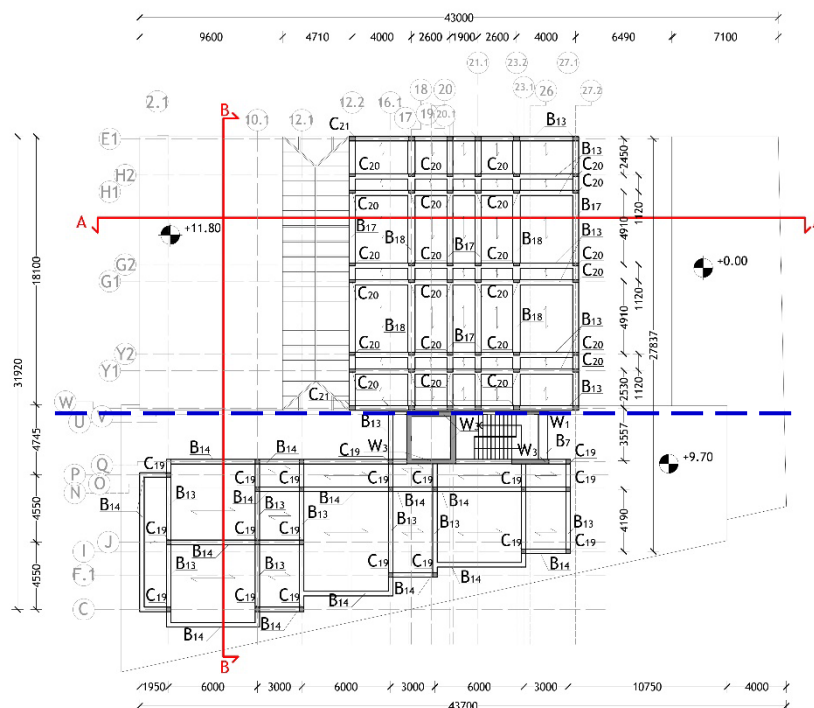 43000
9600 4710 4000 2600 1900 2600 4000 6490 7100
21.1 23.2 27.1
2.1 B 10.1 12.1 12.2 16.1 18 20 23.1 26 27.2
17 19 20.1
C21 B13
E1
B13
C20 C20 C20 C20
H2
C20
H1
C20 C20 C20 B17
A
+11.80
B17 B18 B17 B18 B13
+0.00
C20 C20 C20
G2
C20
G1
C20 C20 C20 C20
B18 B17 B13
C20 C20 C20
Y2
C20
Y1
C20 C20 C20 C20
C21 B13
W
U V
B13 W1
B14 B14 C19 W3 W3 B7
+9.70
C19 C19
Q
P
C19 C19 C19 C19 C19
O
N
B14 B13 B14 B14 B14
B13 B13 B13 B13 B13
C19 C19 C19 C19 C19
J
B14
I
B13 B13 C19 C19 B14
F.1
C19 C19 C19 B14 B14
C
B14 B14 B14
B
31920
18100 4745 4550 4550
2450 1120 4910 1120 4910 1120 2530 3557 4190
27837
1950 6000 3000 6000 3000 6000 3000 10750 4000
43700